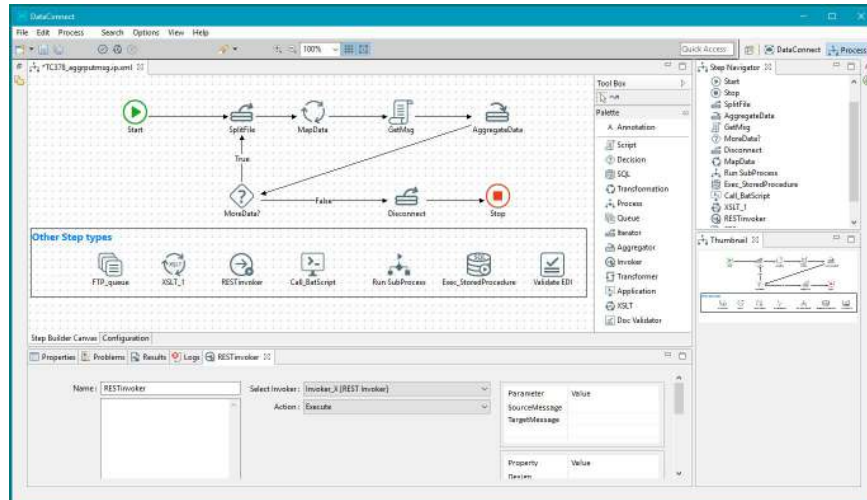 DataConnect
File Edit Process Search Options View Help
100%
Quick Access
DataConnect
Process
*TC378_aggrputmsg.ip.xml
Start
SplitFile
MapData
GetMsg
AggregateData
True
MoreData?
False
Disconnect
Stop
Other Step types
FTP_queue
XSLT_1
RESTinvoker
Call_BatScript
Run SubProcess
Exec_StoredProcedure
Validate EDI
Step Builder Canvas
Configuration
Tool Box
Palette
Annotation
Script
Decision
SQL
Transformation
Process
Queue
Iterator
Aggregator
Invoker
Transformer
Application
XSLT
Doc Validator
Step Navigator
Start
Stop
SplitFile
AggregateData
GetMsg
MoreData?
Disconnect
MapData
Run SubProcess
Exec_StoredProcedure
Call_BatScript
XSLT_1
RESTinvoker
Thumbnail
Properties
Problems
Results
Logs
RESTinvoker
Name: RESTinvoker
Select Invoker: Invoker_X [REST Invoker]
Action: Execute
Parameter Value
SourceMessage
TargetMessage
Property Value
Design